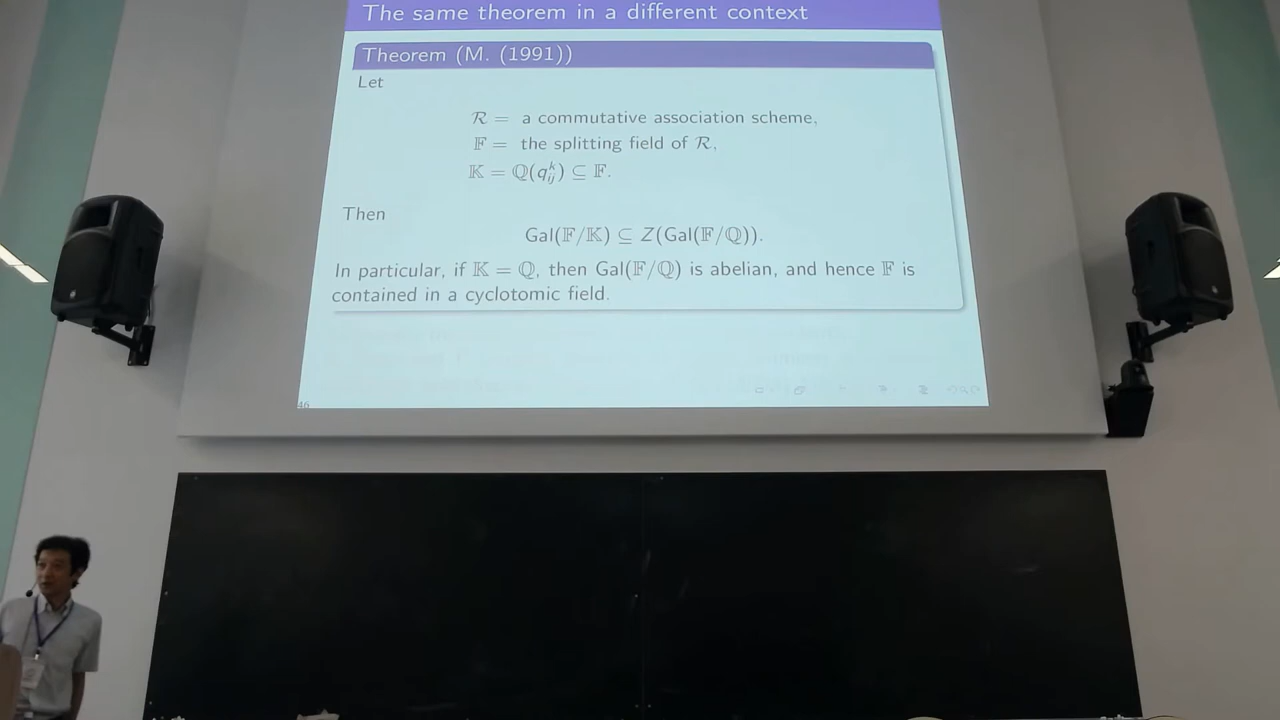 The same theorem in a different context
Theorem (M. (1991))
Let
ℛ = a commutative association scheme,
𝔽 = the splitting field of ℛ,
𝕂 = ℚ(q_{ij}^k) ⊆ 𝔽.
Then
Gal(𝔽/𝕂) ⊆ Z(Gal(𝔽/ℚ)).
In particular, if 𝕂 = ℚ, then Gal(𝔽/ℚ) is abelian, and hence 𝔽 is
contained in a cyclotomic field.
46